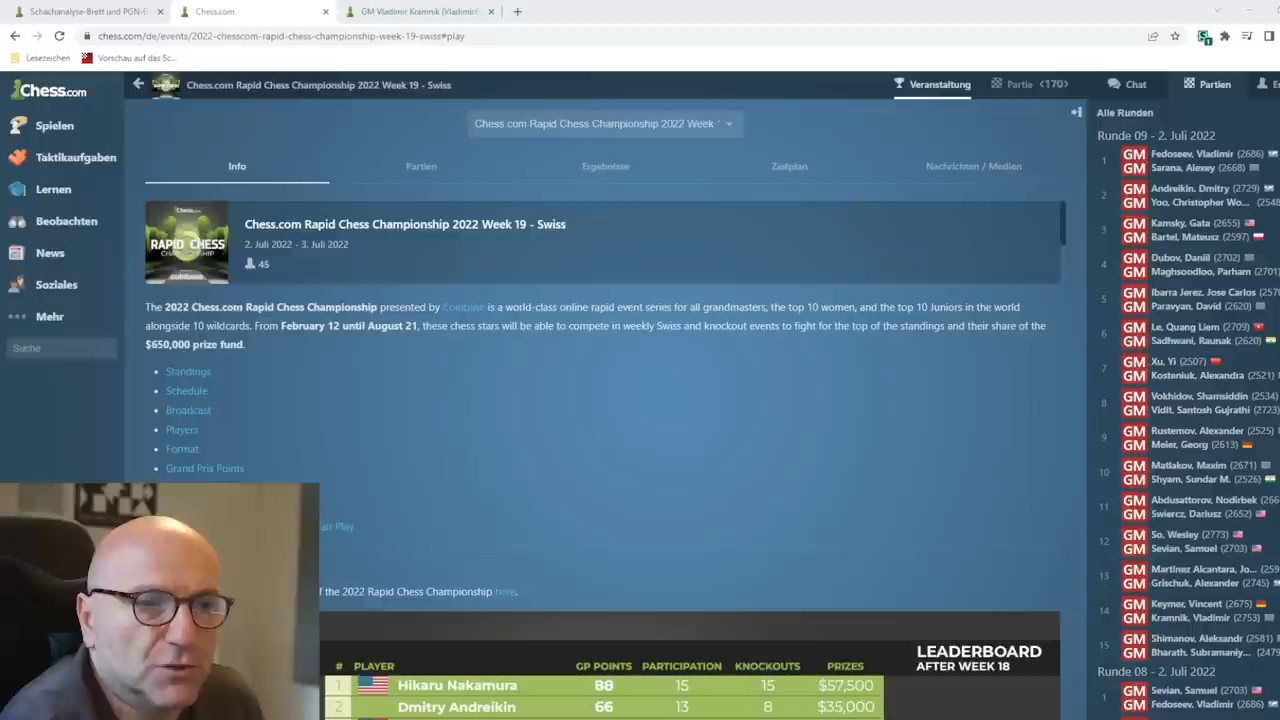 Schachanalyse-Brett und PGN-E
Chess.com
GM Vladimir Kramnik (Vladimir
chess.com/de/events/2022-chesscom-rapid-chess-championship-week-19-swiss#play
Lesezeichen
Vorschau auf das Sc...
Chess.com
Spielen
Taktikaufgaben
Lernen
Beobachten
News
Soziales
Mehr
Suche
Chess.com Rapid Chess Championship 2022 Week 19 - Swiss
Veranstaltung
Partie <170>
Chat
Partien
Chess.com Rapid Chess Championship 2022 Week
Info
Partien
Ergebnisse
Zeitplan
Nachrichten / Medien
Chess.com
RAPID CHESS
CHAMPIONSHIP
coinbase
Chess.com Rapid Chess Championship 2022 Week 19 - Swiss
2. Juli 2022 - 3. Juli 2022
45
The 2022 Chess.com Rapid Chess Championship presented by Coinbase is a world-class online rapid event series for all grandmasters, the top 10 women, and the top 10 Juniors in the world
alongside 10 wildcards. From February 12 until August 21, these chess stars will be able to compete in weekly Swiss and knockout events to fight for the top of the standings and their share of the
$650,000 prize fund.
Standings
Schedule
Broadcast
Players
Format
Grand Prix Points
air Play
f the 2022 Rapid Chess Championship here.
LEADERBOARD
AFTER WEEK 18
# PLAYER GP POINTS PARTICIPATION KNOCKOUTS PRIZES
1 Hikaru Nakamura 88 15 15 $57,500
2 Dmitry Andreikin 66 13 8 $35,000
Alle Runden
Runde 09 - 2. Juli 2022
1
GM Fedoseev, Vladimir (2686)
GM Sarana, Alexey (2668)
2
GM Andreikin, Dmitry (2729)
GM Yoo, Christopher Wo... (2548
3
GM Kamsky, Gata (2655)
GM Bartel, Mateusz (2597)
4
GM Dubov, Daniil (2702)
GM Maghsoodloo, Parham (2701)
5
GM Ibarra Jerez, Jose Carlos (257
GM Paravyan, David (2620)
6
GM Le, Quang Liem (2709)
GM Sadhwani, Raunak (2620)
7
GM Xu, Yi (2507)
GM Kosteniuk, Alexandra (2521)
8
GM Vokhidov, Shamsiddin (2534)
GM Vidit, Santosh Gujrathi (2723)
9
GM Rustemov, Alexander (2525)
GM Meier, Georg (2613)
10
GM Matlakov, Maxim (2671)
GM Shyam, Sundar M. (2526)
11
GM Abdusattorov, Nodirbek (266
GM Swiercz, Dariusz (2652)
12
GM So, Wesley (2773)
GM Sevian, Samuel (2703)
13
GM Martinez Alcantara, Jo... (259
GM Grischuk, Alexander (2745)
14
GM Keymer, Vincent (2675)
GM Kramnik, Vladimir (2753)
15
GM Shimanov, Aleksandr (2581)
GM Bharath, Subramaniy... (2479
Runde 08 - 2. Juli 2022
1
GM Sevian, Samuel (2703)
GM Fedoseev, Vladimir (2686)